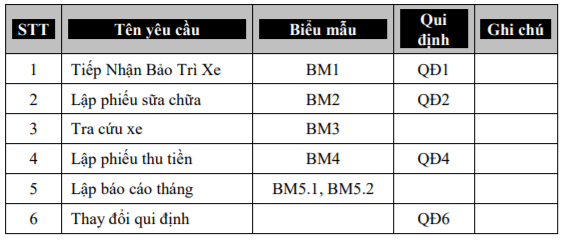 STT Tên yêu cầu Biểu mẫu Qui định Ghi chú
1 Tiếp Nhận Bảo Trì Xe BM1 QĐ1
2 Lập phiếu sữa chữa BM2 QĐ2
3 Tra cứu xe BM3
4 Lập phiếu thu tiền BM4 QĐ4
5 Lập báo cáo tháng BM5.1, BM5.2
6 Thay đổi qui định QĐ6